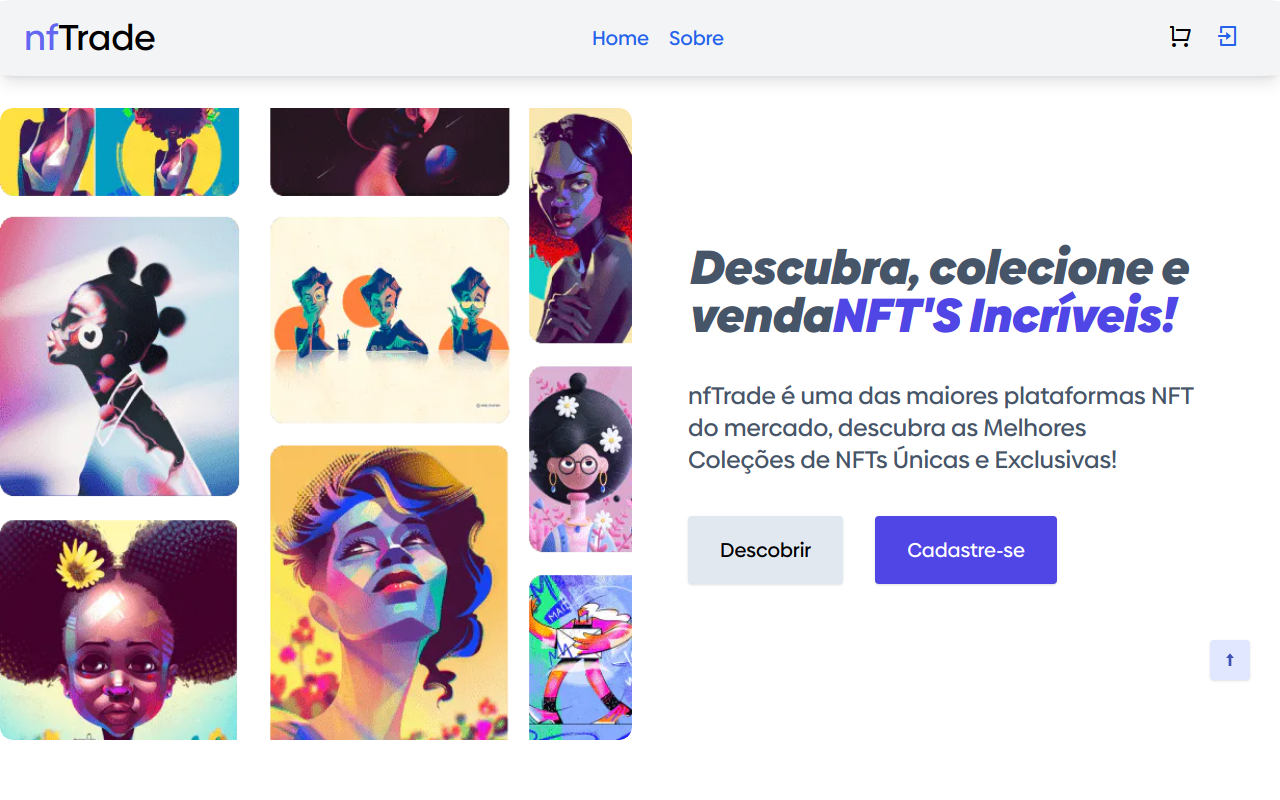 nfTrade
Home Sobre
Descubra, colecione e
vendaNFT'S Incríveis!
nfTrade é uma das maiores plataformas NFT
do mercado, descubra as Melhores
Coleções de NFTs Únicas e Exclusivas!
Descobrir Cadastre-se